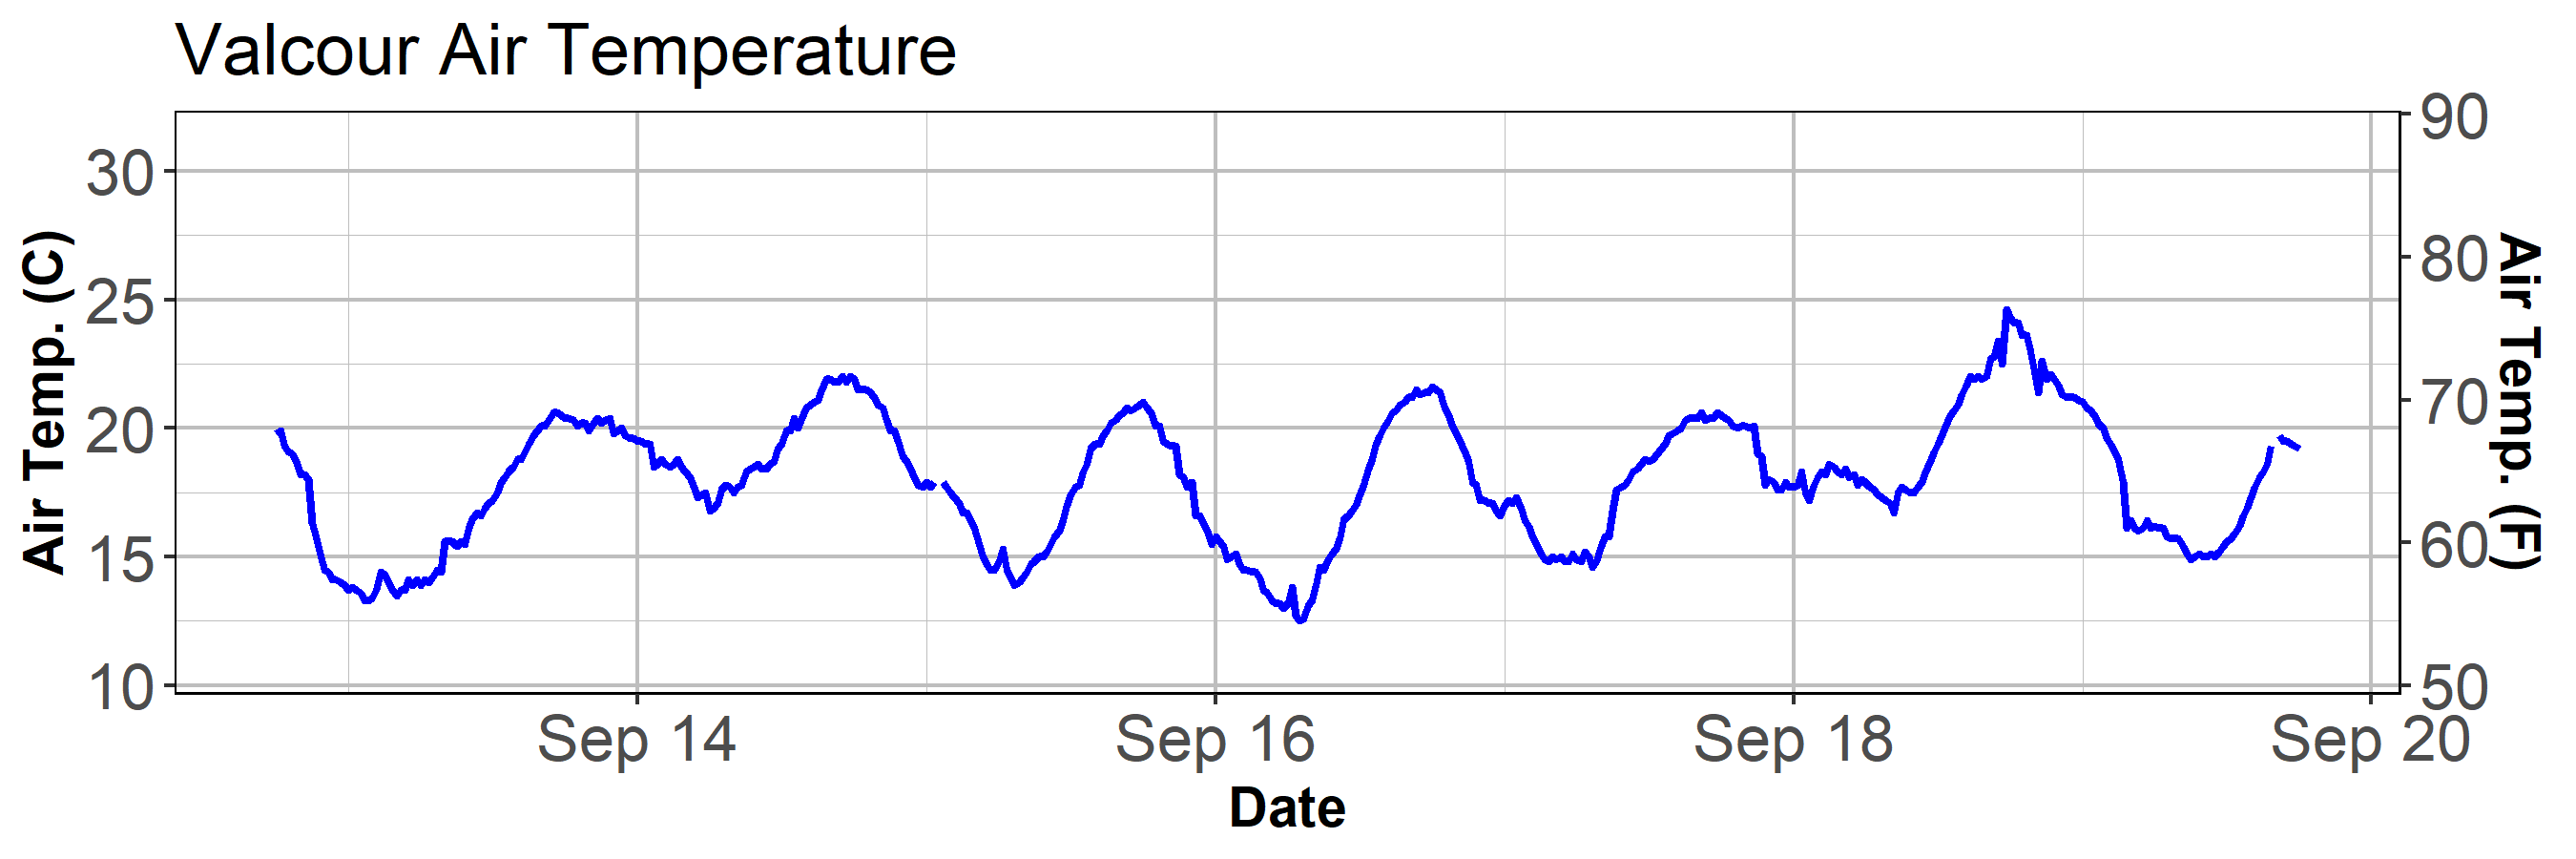 Valcour Air Temperature
Air Temp. (C)
30
25
20
15
10
90
80
70
60
50
Air Temp. (F)
Sep 14
Sep 16
Sep 18
Sep 20
Date